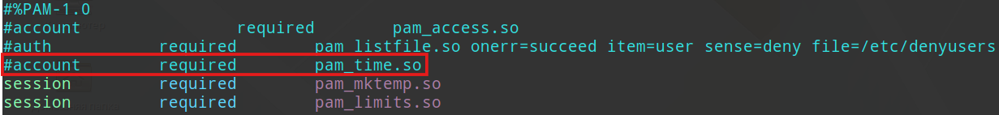 #%PAM-1.0
#account                required        pam_access.so
#auth           required        pam_listfile.so onerr=succeed item=user sense=deny file=/etc/denyusers
#account        required        pam_time.so
session         required        pam_mktemp.so
session         required        pam_limits.so